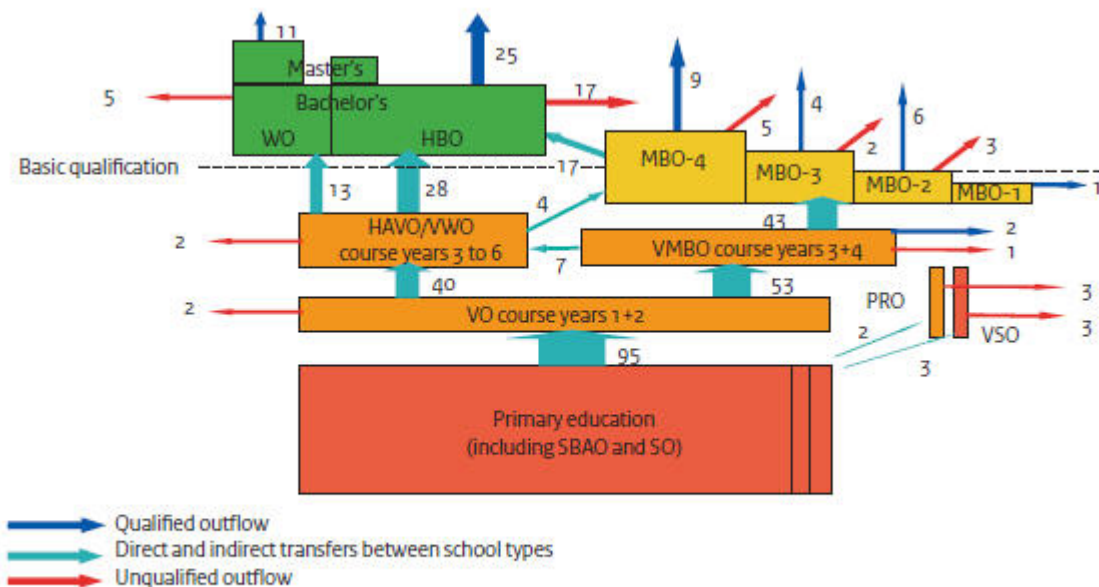 11
25
Master's
9
4
5
Bachelor's
17
6
5
WO
HBO
2
3
MBO-4
MBO-3
Basic qualification
17
MBO-2
MBO-1
1
13
28
4
43
2
HAVO/VWO
course years 3 to 6
2
7
VMBO course years 3+4
1
40
53
PRO
3
2
VO course years 1+2
2
VSO
3
95
3
Primary education
(including SBAO and SO)
Qualified outflow
Direct and indirect transfers between school types
Unqualified outflow